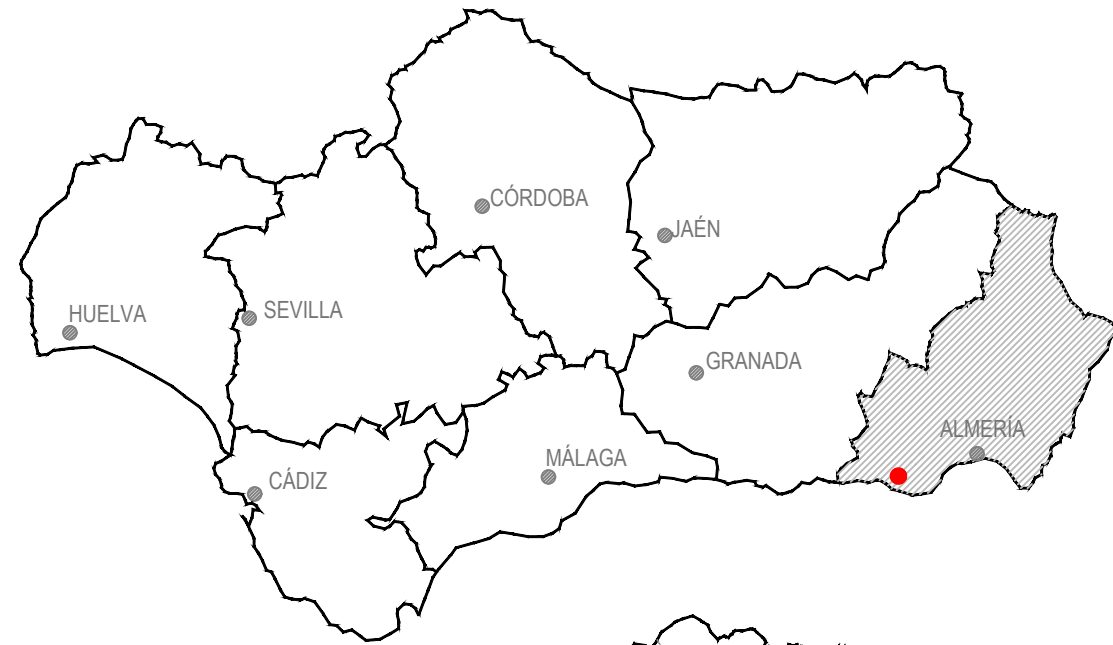 CÓRDOBA
JAÉN
HUELVA
SEVILLA
GRANADA
ALMERÍA
MÁLAGA
CÁDIZ